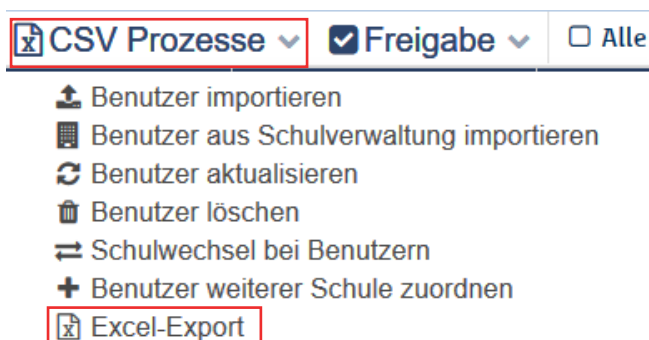 CSV Prozesse Freigabe Alle
Benutzer importieren
Benutzer aus Schulverwaltung importieren
Benutzer aktualisieren
Benutzer löschen
Schulwechsel bei Benutzern
Benutzer weiterer Schule zuordnen
Excel-Export